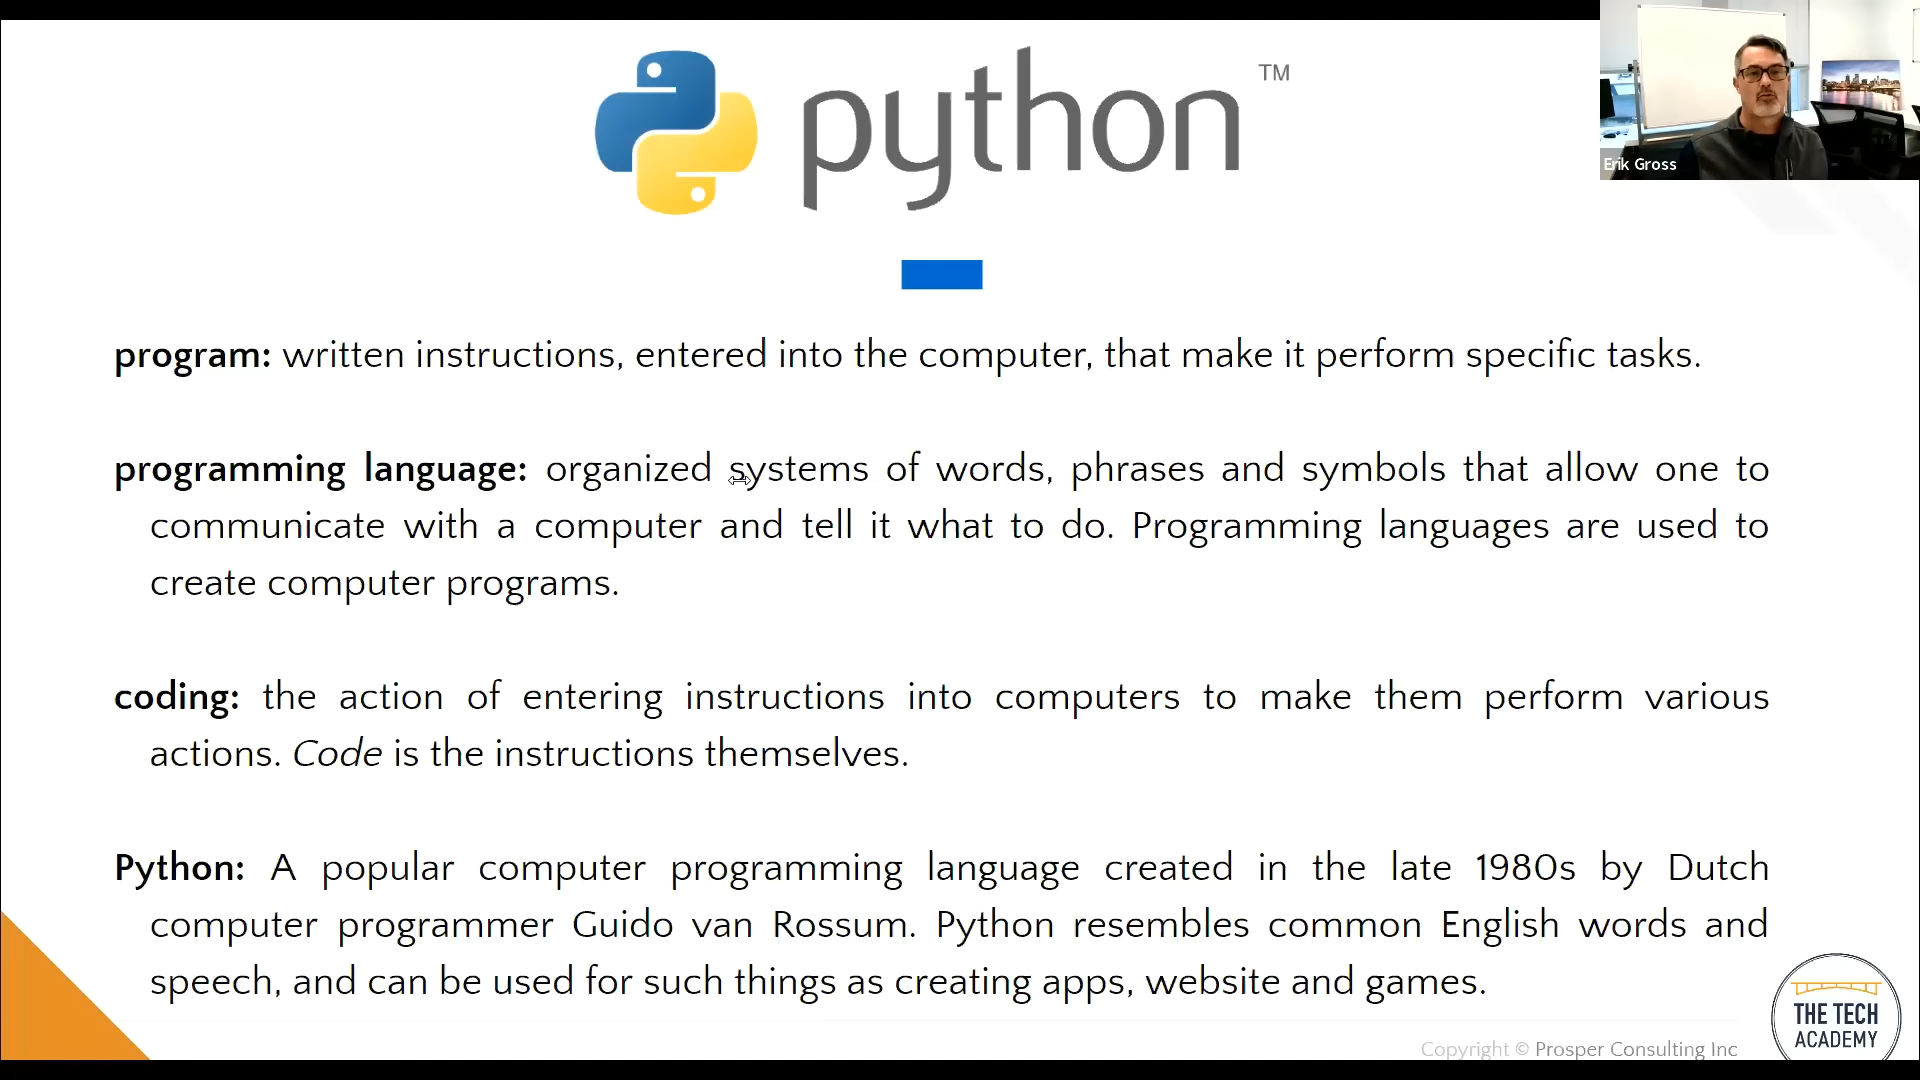 python
TM
Erik Gross
program: written instructions, entered into the computer, that make it perform specific tasks.
programming language: organized systems of words, phrases and symbols that allow one to
communicate with a computer and tell it what to do. Programming languages are used to
create computer programs.
coding: the action of entering instructions into computers to make them perform various
actions. Code is the instructions themselves.
Python: A popular computer programming language created in the late 1980s by Dutch
computer programmer Guido van Rossum. Python resembles common English words and
speech, and can be used for such things as creating apps, website and games.
Copyright © Prosper Consulting Inc
THE TECH
ACADEMY